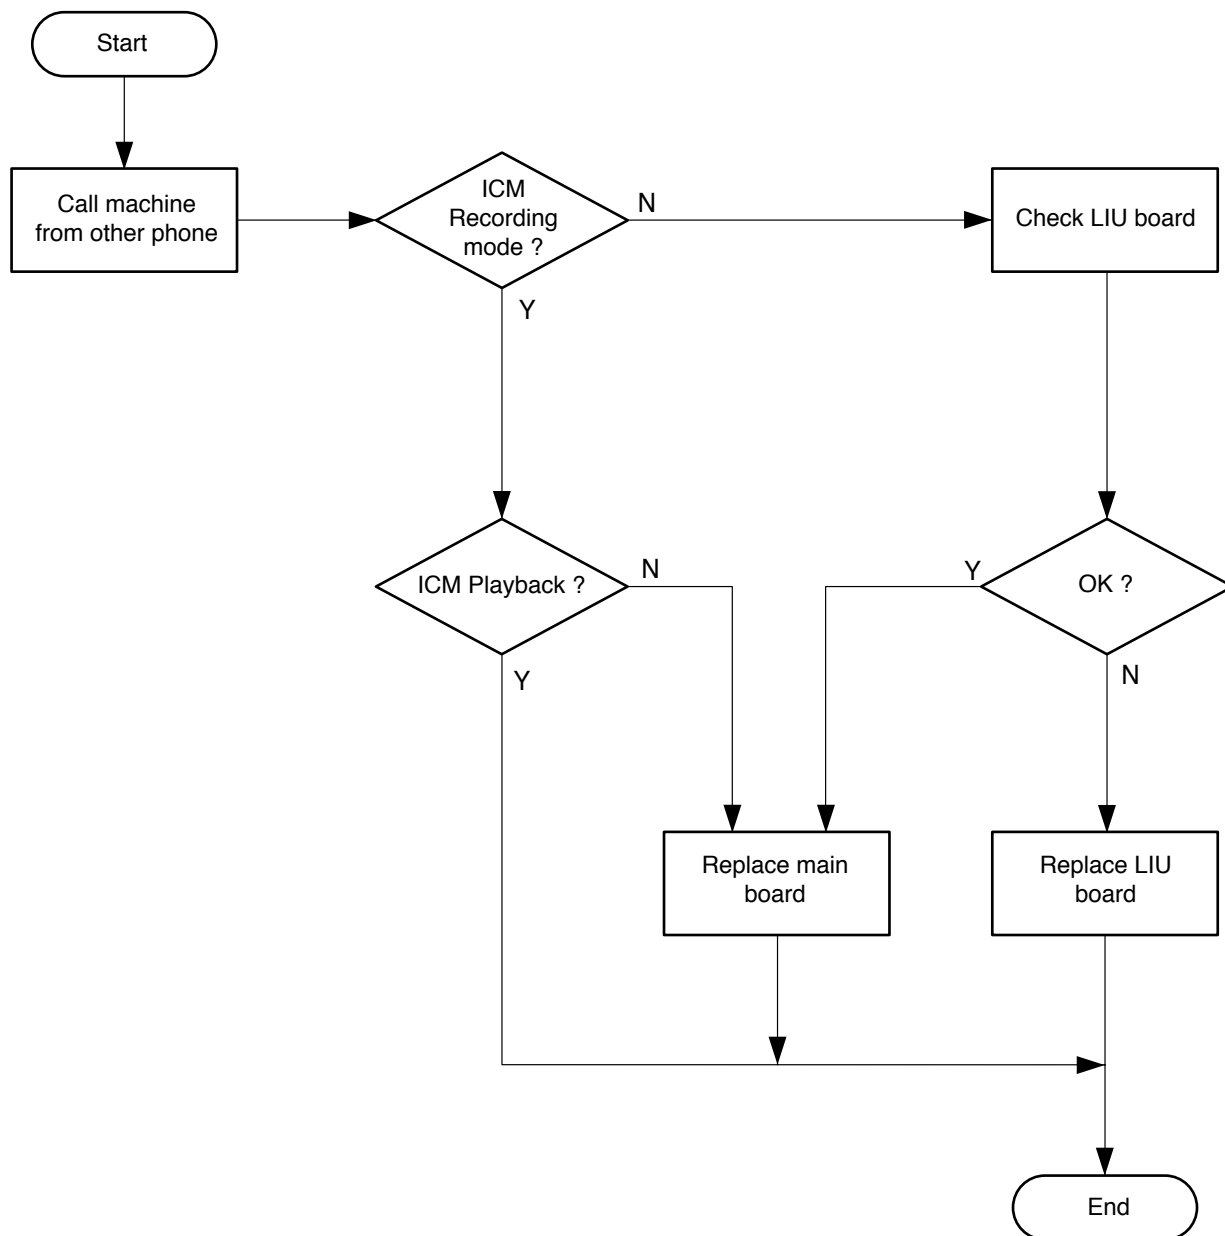 Start
Call machine
from other phone
ICM
Recording
mode ?
N
Y
Check LIU board
ICM Playback ?
N
Y
OK ?
Y
N
Replace main
board
Replace LIU
board
End